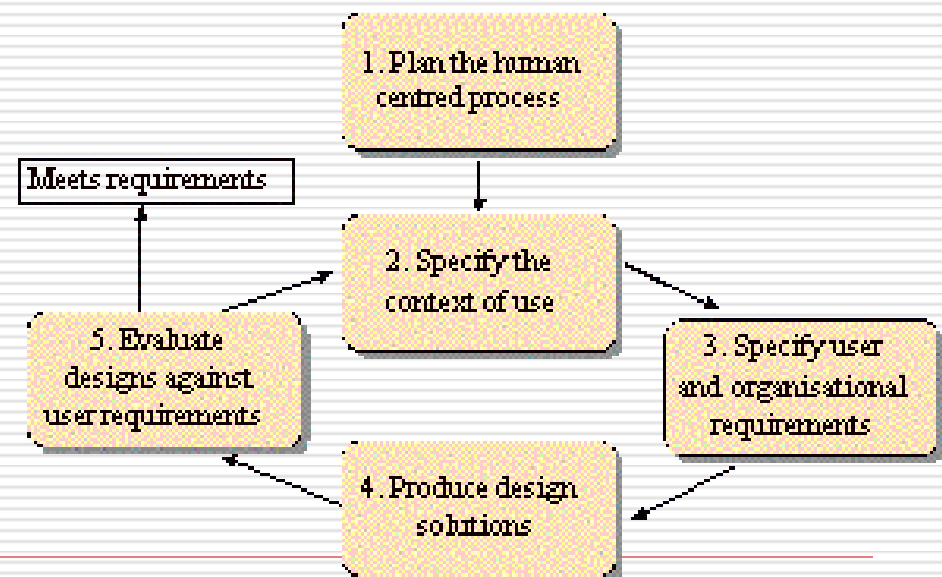 1. Plan the human
centred process
Meets requirements
2. Specify the
context of use
3. Specify user
and organisational
requirements
4. Produce design
solutions
5. Evaluate
designs against
user requirements